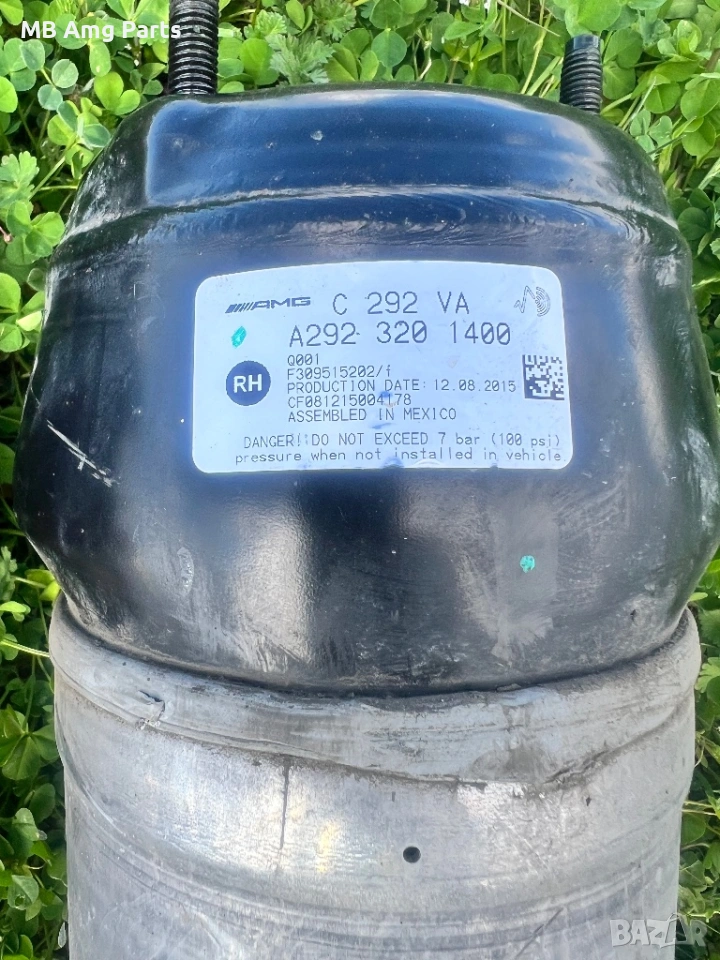 MB Amg Parts
AMG C 292 VA
A292 320 1400
Q001
F309515202/f
RH
PRODUCTION DATE: 12.08.2015
CF081215004178
ASSEMBLED IN MEXICO
DANGER!:DO NOT EXCEED 7 bar (100 psi)
pressure when not installed in vehicle
BAZAR